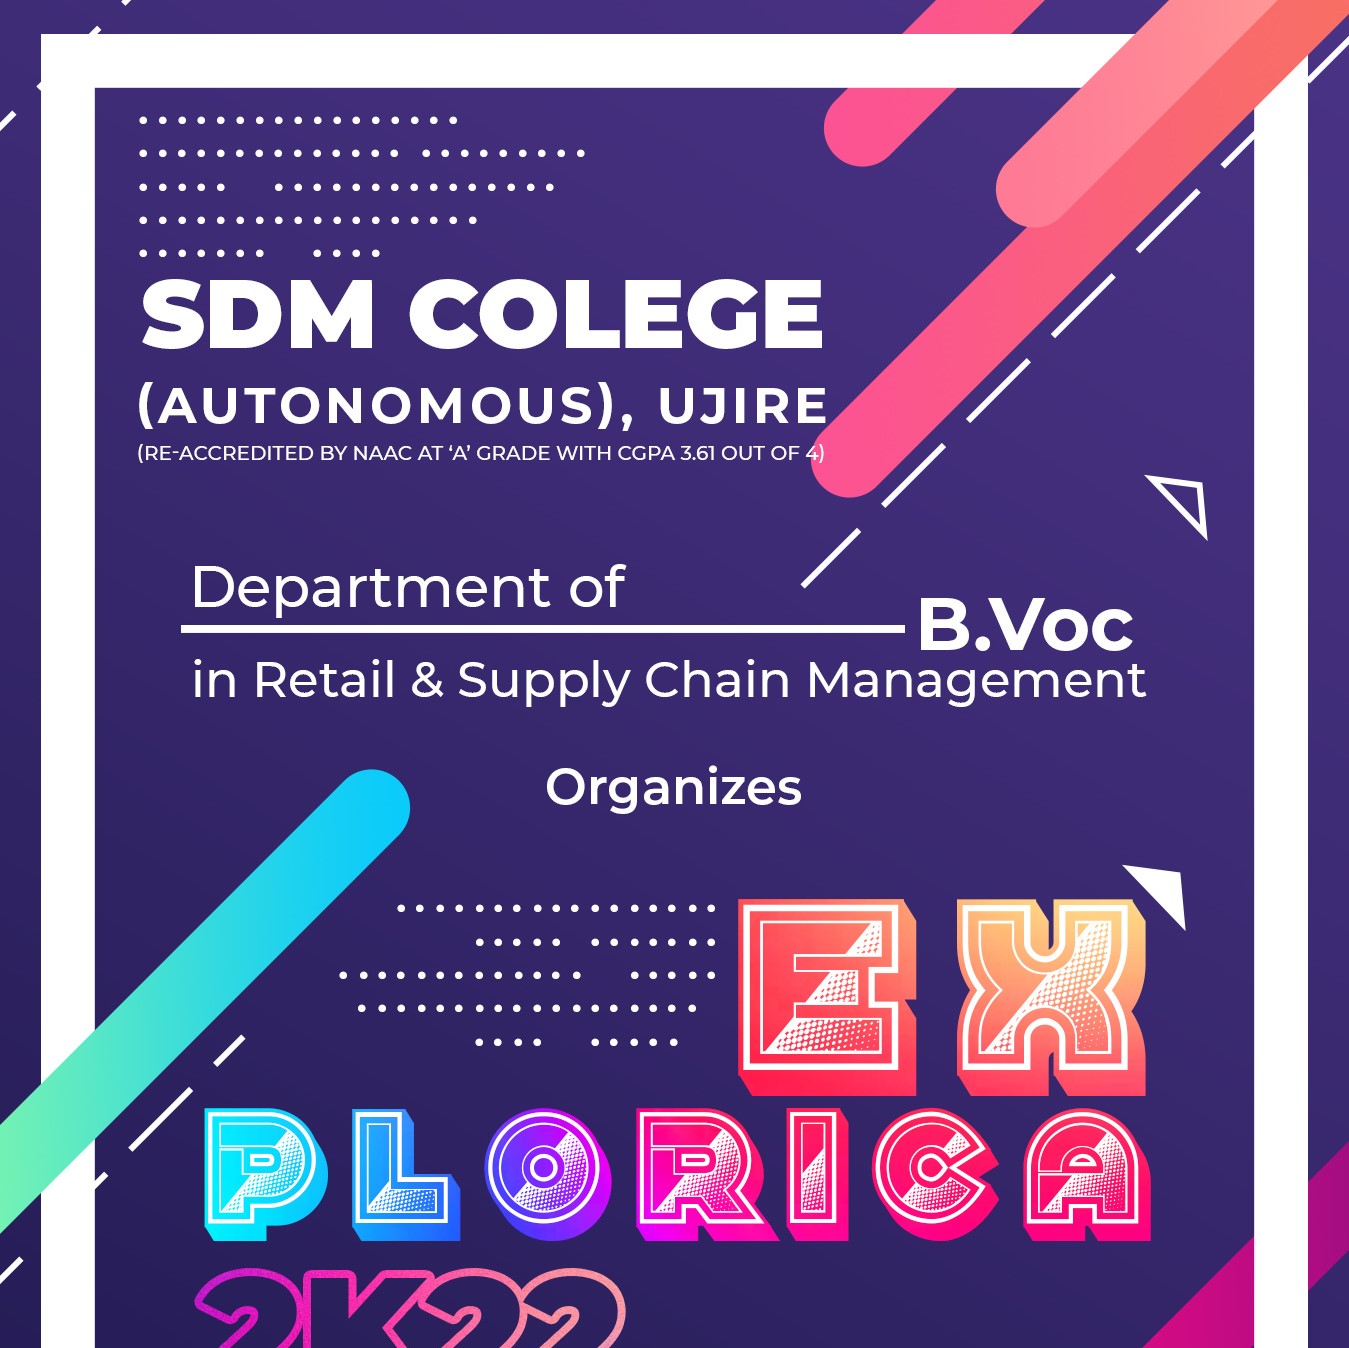 SDM COLEGE
(AUTONOMOUS), UJIRE
(RE-ACCREDITED BY NAAC AT ‘A’ GRADE WITH CGPA 3.61 OUT OF 4)
Department of
B.Voc
in Retail & Supply Chain Management
Organizes
EX
PLORICA
2K22